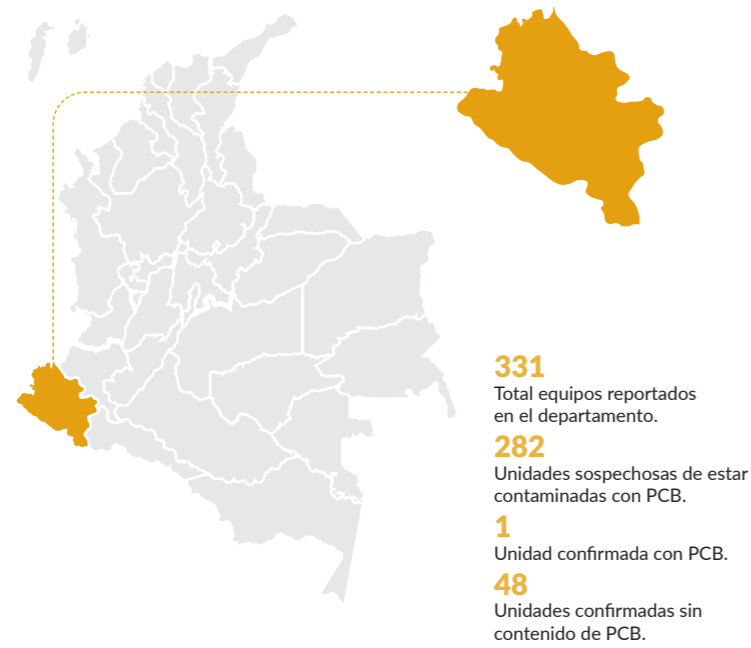 331
Total equipos reportados
en el departamento.
282
Unidades sospechosas de estar
contaminadas con PCB.
1
Unidad confirmada con PCB.
48
Unidades confirmadas sin
contenido de PCB.